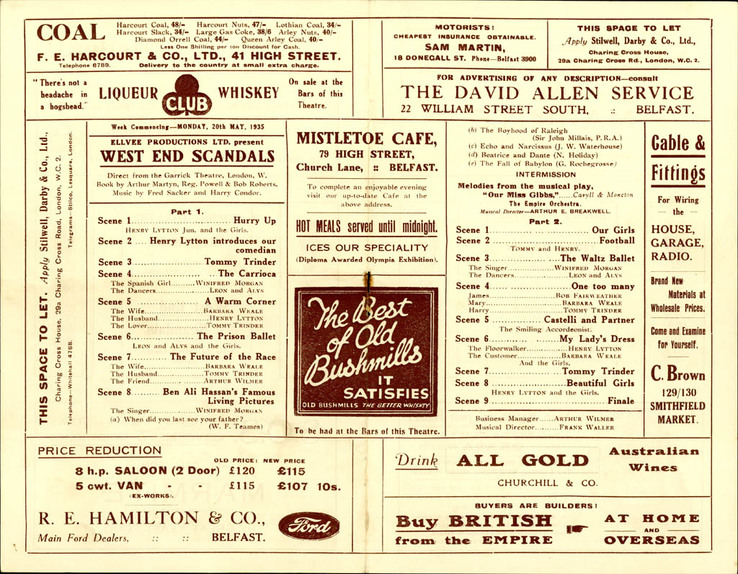 COAL
Harcourt Coal, 48/- Harcourt Nuts, 47/- Lothian Coal, 34/-
Harcourt Slack, 34/- Large Gas Coke, 38/6 Arley Nuts, 40/-
Diamond Orrell Coal, 44/- Queen Arley Coal, 40/-
Less One Shilling per ton Discount for Cash.
F. E. HARCOURT & CO., LTD., 41 HIGH STREET.
Telephone 6789. Delivery to the country at small extra charge.
"There's not a
headache in
a hogshead."
LIQUEUR CLUB WHISKEY
On sale at the
Bars of this
Theatre.
MOTORISTS!
CHEAPEST INSURANCE OBTAINABLE.
SAM MARTIN,
18 DONEGALL ST. Phone—Belfast 3900
THIS SPACE TO LET
Apply Stilwell, Darby & Co., Ltd.,
Charing Cross House,
29a Charing Cross Rd., London, W.C. 2.
FOR ADVERTISING OF ANY DESCRIPTION—consult
THE DAVID ALLEN SERVICE
22 WILLIAM STREET SOUTH, .: BELFAST.
THIS SPACE TO LET. Apply Stilwell, Darby & Co., Ltd.,
Charing Cross House, 29a Charing Cross Road, London, W.C. 2.
Telephone—Whitehall 4268. Telegrams—
Week Commencing—MONDAY, 20th MAY, 1935
ELLVEE PRODUCTIONS LTD. present
WEST END SCANDALS
Direct from the Garrick Theatre, London, W.
Book by Arthur Martyn, Reg. Powell & Bob Roberts.
Music by Fred Sacker and Harry Condor.
Part 1.
Scene 1.....Hurry Up
HENRY LYTTON Jun. and the Girls.
Scene 2.....Henry Lytton introduces our
comedian
Scene 3.....Tommy Trinder
Scene 4.....The Carrioca
The Spanish Girl.....WINIFRED MORGAN
The Dancers.....LEON and ALVS
Scene 5 A Warm Corner
The Wife.....BARBARA WEALE
The Husband.....HENRY LYTTON
The Lover.....TOMMY TRINDER
Scene 6.....The Prison Ballet
LEON and ALVS and the Girls.
Scene 7.....The Future of the Race
The Wife.....BARBARA WEALE
The Husband.....TOMMY TRINDER
The Friend.....ARTHUR WILMER
Scene 8 Ben Ali Hassan's Famous
Living Pictures
The Singer.....WINIFRED MORGAN
(a) When did you last see your father?
(W. F. Teames)
MISTLETOE CAFE,
79 HIGH STREET,
Church Lane, :: BELFAST.
To complete an enjoyable evening
visit our up-to-date Cafe at the
above address.
HOT MEALS served until midnight.
ICES OUR SPECIALITY
(Diploma Awarded Olympia Exhibition).
The Best
of Old
Bushmills
IT
SATISFIES
OLD BUSHMILLS THE BETTER WHISKY
To be had at the Bars of this Theatre.
(b) The Boyhood of Raleigh
(Sir John Millais, P.R.A.)
(c) Echo and Narcissus (J. W. Waterhouse)
(d) Beatrice and Dante (N. Holiday)
(e) The Fall of Babylon (G. Rochegrosse)
INTERMISSION
Melodies from the musical play,
"Our Miss Gibbs,".....Caryll & Monckton
The Empire Orchestra.
Musical Director—ARTHUR E. BREAKWELL.
Part 2.
Scene 1 Our Girls
Scene 2 Football
TOMMY and HENRY.
Scene 3 The Waltz Ballet
The Singer.....WINIFRED MORGAN
The Dancers.....LEON and ALVS
Scene 4 One too many
James.....BOB FAIRWEATHER
Mary.....BARBARA WEALE
Harry.....TOMMY TRINDER
Scene 5 Castelli and Partner
The Smiling Accordeonist.
Scene 6 My Lady's Dress
The Floorwalker.....HENRY LYTTON
The Customer.....BARBARA WEALE
And the Girls.
Scene 7 Tommy Trinder
Scene 8 Beautiful Girls
HENRY LYTTON and the Girls.
Scene 9 Finale
Business Manager.....ARTHUR WILMER
Musical Director.....FRANK WALLER
Cable &
Fittings
For Wiring
the
HOUSE,
GARAGE,
RADIO.
Brand New
Materials at
Wholesale Prices.
Come and Examine
for Yourself.
C. Brown
129/130
SMITHFIELD
MARKET.
PRICE REDUCTION
OLD PRICE: NEW PRICE
8 h.p. SALOON (2 Door) £120 £115
5 cwt. VAN - - £115 £107 10s.
(EX-WORKS).
R. E. HAMILTON & CO.,
Main Ford Dealers, :: :: BELFAST.
Ford
Drink ALL GOLD Australian
Wines
CHURCHILL & CO.
BUYERS ARE BUILDERS!
Buy BRITISH AT HOME
AND
from the EMPIRE OVERSEAS